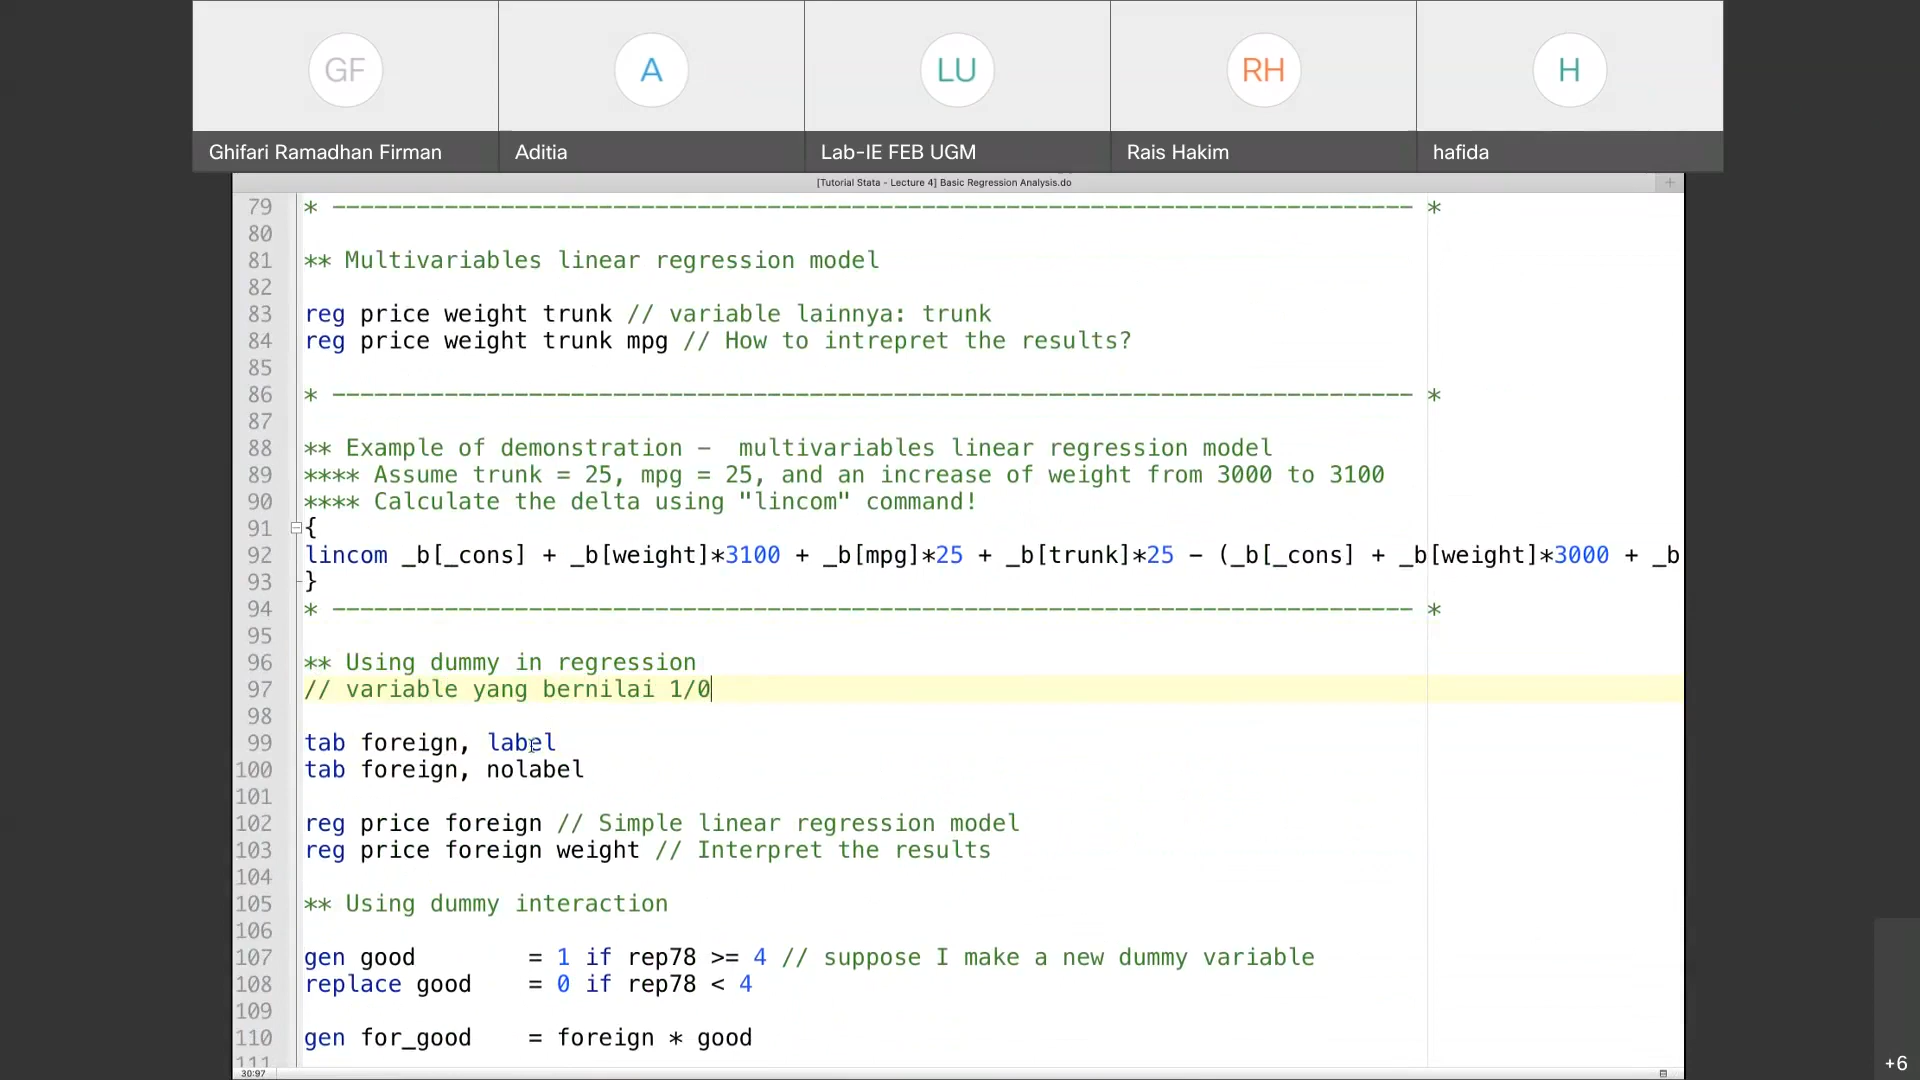 GF A LU RH H
Ghifari Ramadhan Firman Aditia Lab-IE FEB UGM Rais Hakim hafida
[Tutorial Stata - Lecture 4] Basic Regression Analysis.do
79 * ----------------------------------------------------------------------------- *
80
81 ** Multivariables linear regression model
82
83 reg price weight trunk // variable lainnya: trunk
84 reg price weight trunk mpg // How to intrepret the results?
85
86 * ----------------------------------------------------------------------------- *
87
88 ** Example of demonstration -  multivariables linear regression model
89 **** Assume trunk = 25, mpg = 25, and an increase of weight from 3000 to 3100
90 **** Calculate the delta using "lincom" command!
91 {
92 lincom _b[_cons] + _b[weight]*3100 + _b[mpg]*25 + _b[trunk]*25 - (_b[_cons] + _b[weight]*3000 + _b
93 }
94 * ----------------------------------------------------------------------------- *
95
96 ** Using dummy in regression
97 // variable yang bernilai 1/0
98
99 tab foreign, label
100 tab foreign, nolabel
101
102 reg price foreign // Simple linear regression model
103 reg price foreign weight // Interpret the results
104
105 ** Using dummy interaction
106
107 gen good        = 1 if rep78 >= 4 // suppose I make a new dummy variable
108 replace good    = 0 if rep78 < 4
109
110 gen for_good    = foreign * good
111
30:97
+6